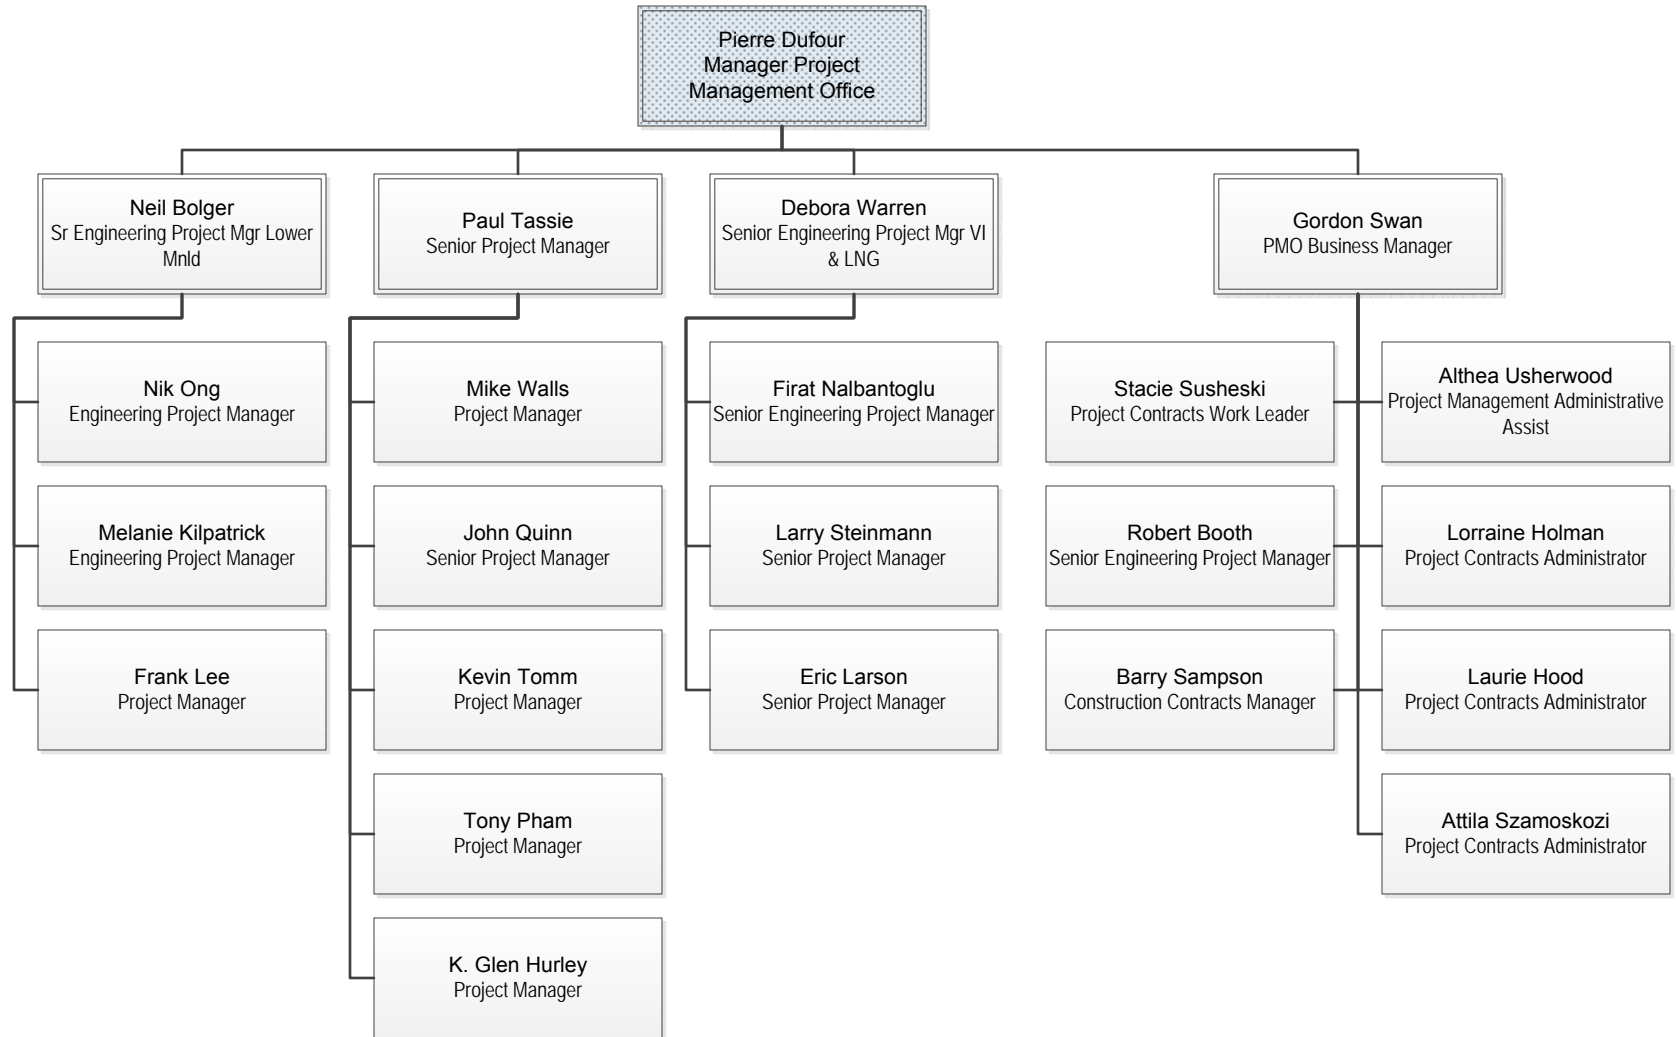 Pierre Dufour
Manager Project
Management Office
Neil Bolger
Sr Engineering Project Mgr Lower
Mnld
Paul Tassie
Senior Project Manager
Debora Warren
Senior Engineering Project Mgr VI
& LNG
Gordon Swan
PMO Business Manager
Nik Ong
Engineering Project Manager
Mike Walls
Project Manager
Firat Nalbantoglu
Senior Engineering Project Manager
Stacie Susheski
Project Contracts Work Leader
Althea Usherwood
Project Management Administrative
Assist
Melanie Kilpatrick
Engineering Project Manager
John Quinn
Senior Project Manager
Larry Steinmann
Senior Project Manager
Robert Booth
Senior Engineering Project Manager
Lorraine Holman
Project Contracts Administrator
Frank Lee
Project Manager
Kevin Tomm
Project Manager
Eric Larson
Senior Project Manager
Barry Sampson
Construction Contracts Manager
Laurie Hood
Project Contracts Administrator
Tony Pham
Project Manager
Attila Szamoskozi
Project Contracts Administrator
K. Glen Hurley
Project Manager